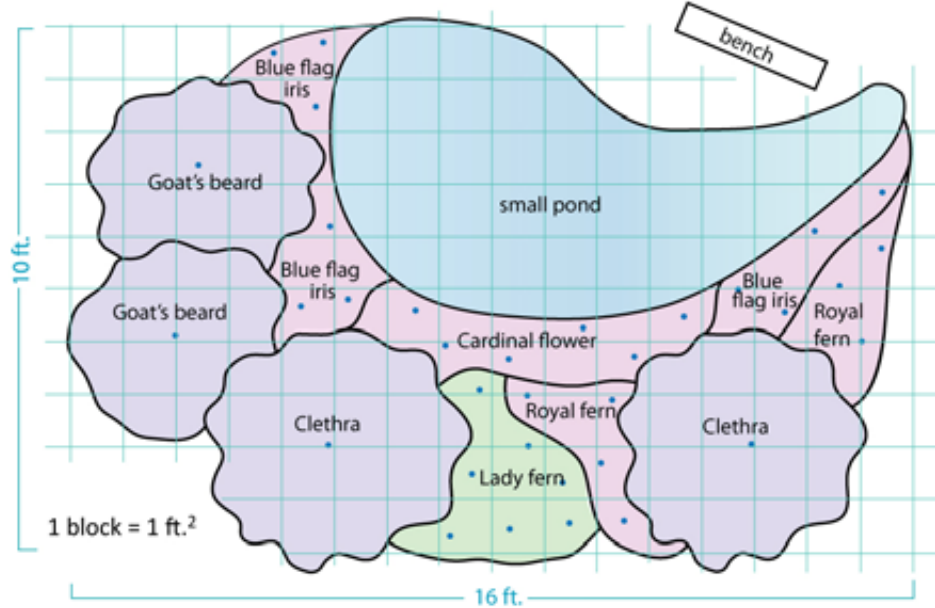 bench
Blue flag
iris
Goat's beard
small pond
10 ft.
Blue flag
iris
Blue
flag iris
Goat's beard
Royal
fern
Cardinal flower
Royal fern
Clethra
Clethra
Lady fern
1 block = 1 ft.²
16 ft.